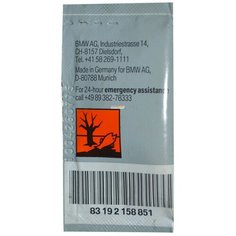 BMW AG, Industriestrasse 14,
CH-8157 Dielsdorf,
Tel. +41 58 269-1111
Made in Germany for BMW AG,
D-80788 Munich
For 24-hour emergency assistance
call +49 89 382-76333
83 19 2 158 851